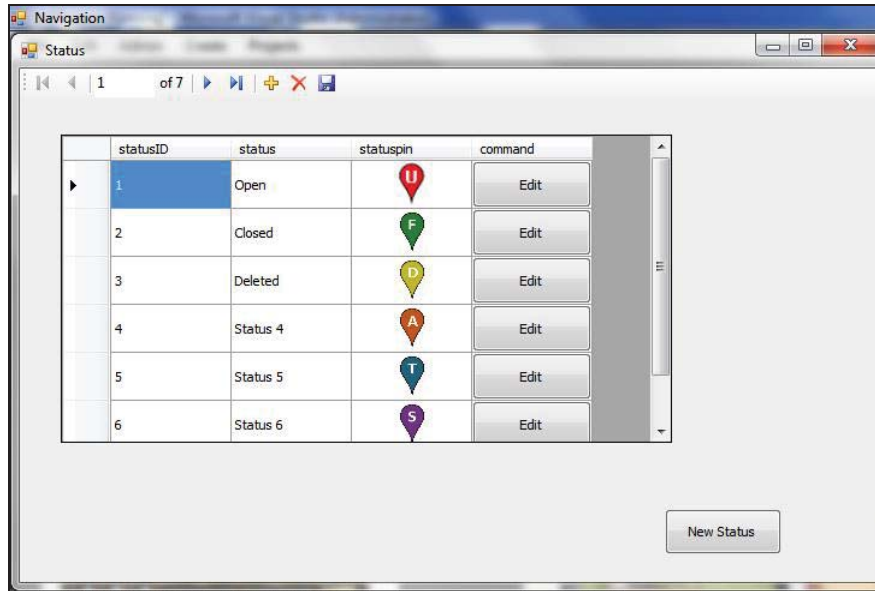 Navigation
Status
1 of 7
statusID status statuspin command
1 Open U Edit
2 Closed F Edit
3 Deleted D Edit
4 Status 4 A Edit
5 Status 5 T Edit
6 Status 6 S Edit
New Status